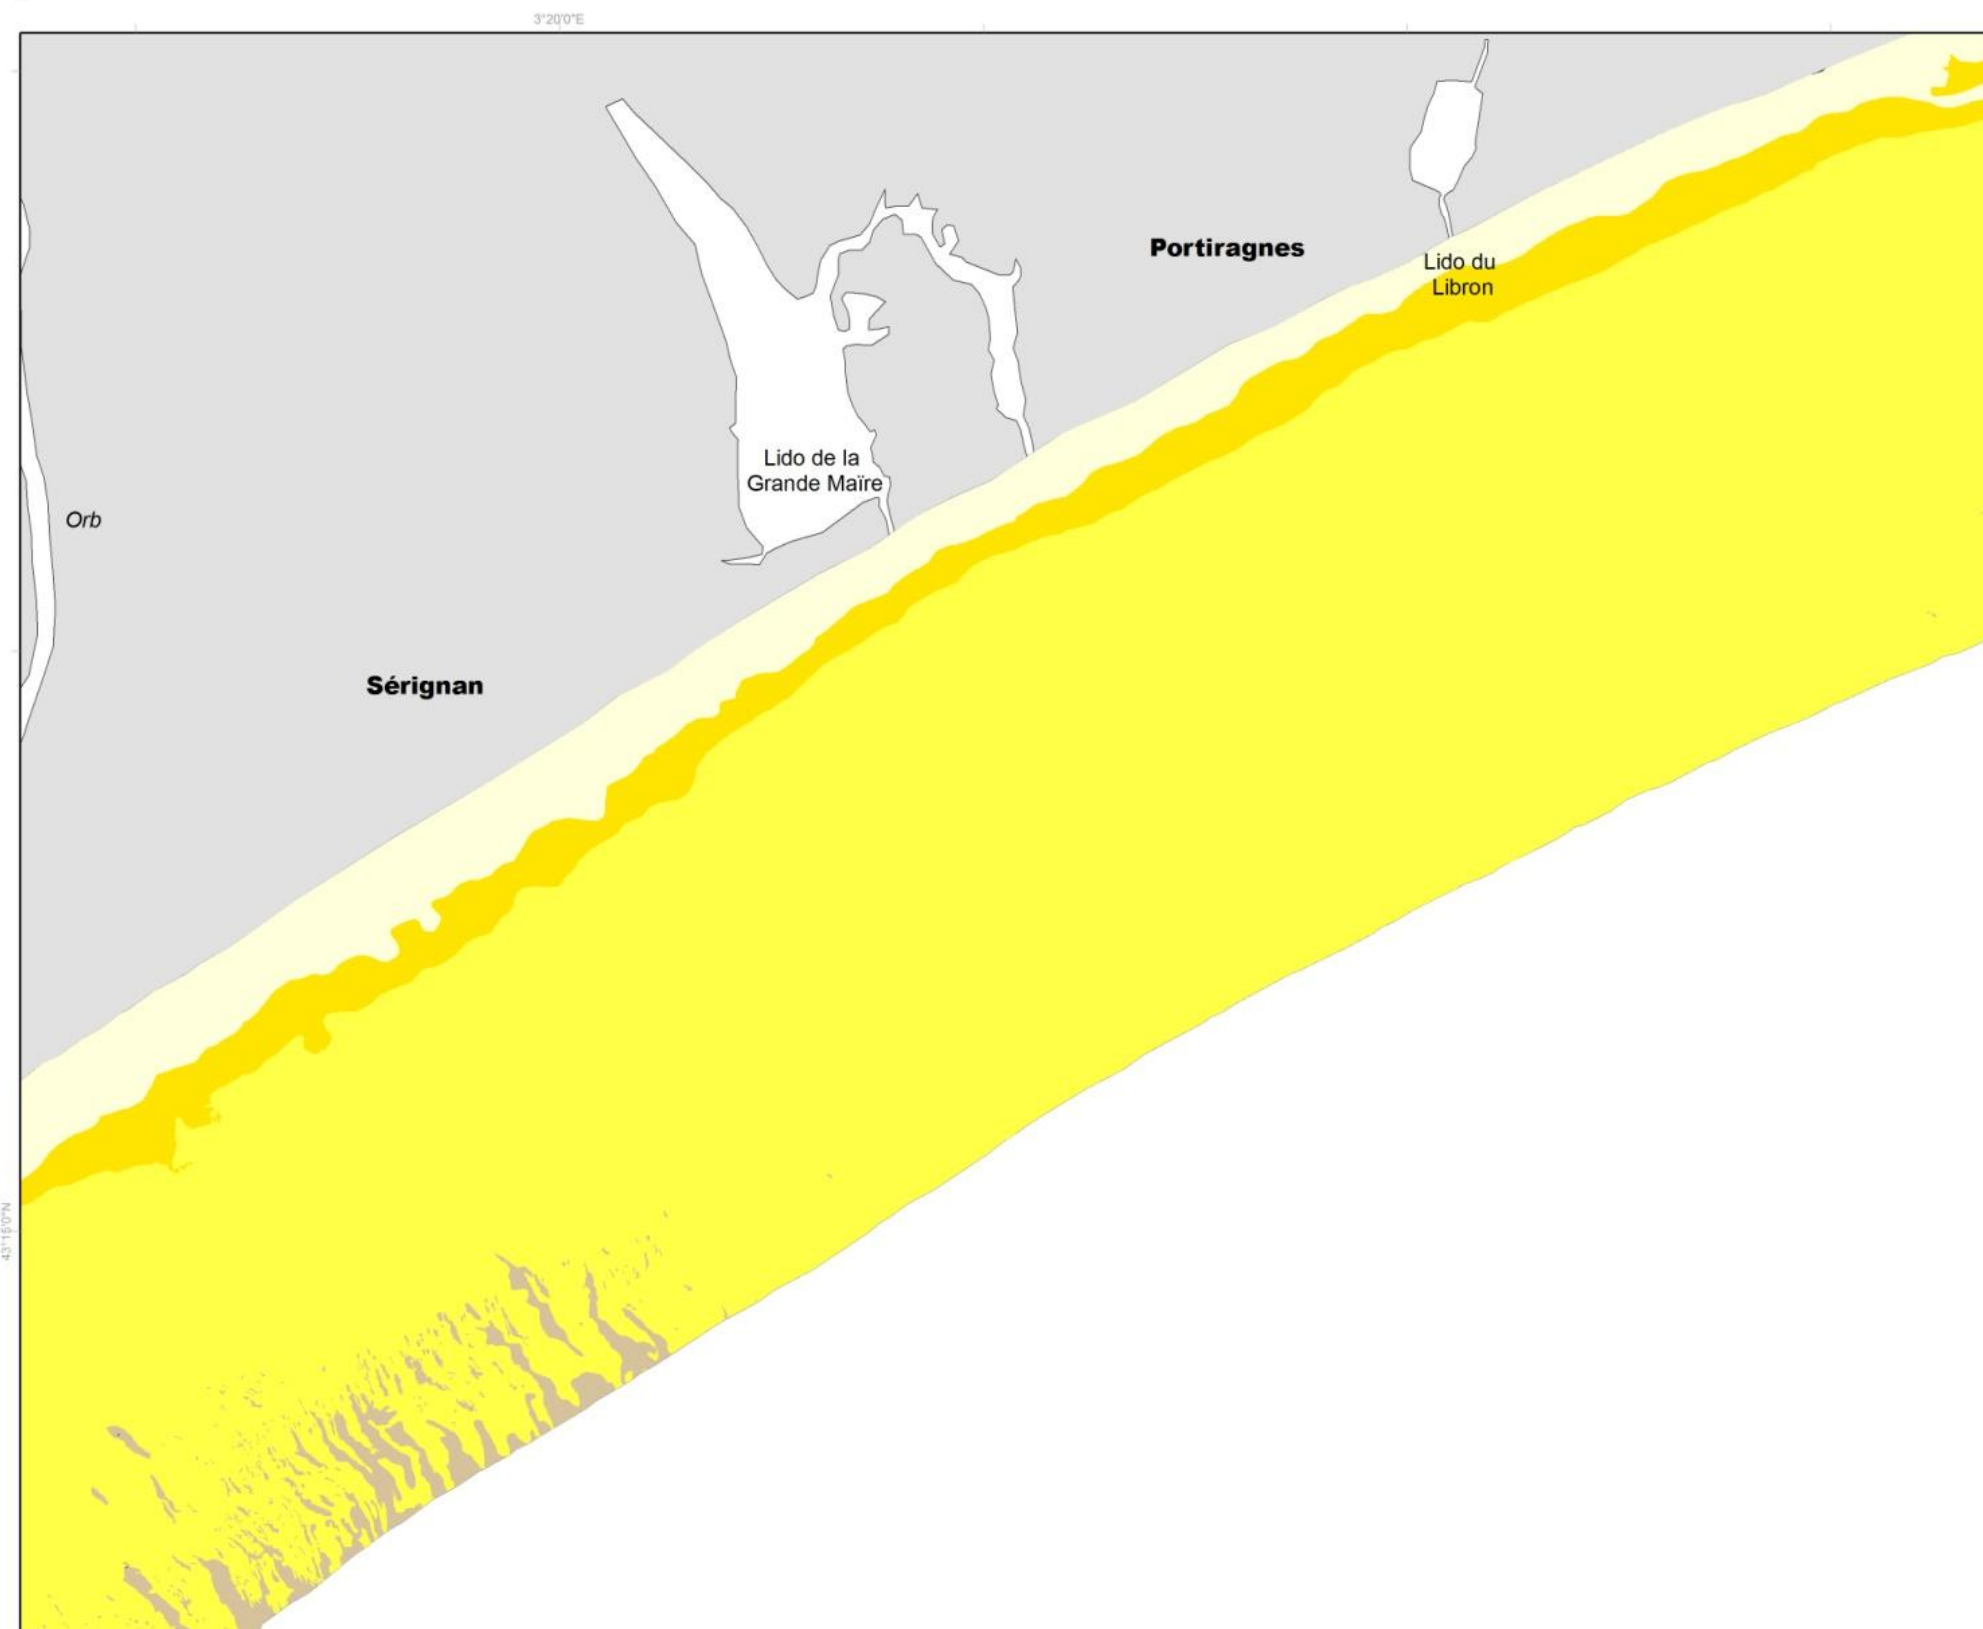 3°20'0"E
Portiragnes
Lido du
Libron
Lido de la
Grande Maïre
Orb
Sérignan
43°15'0"N